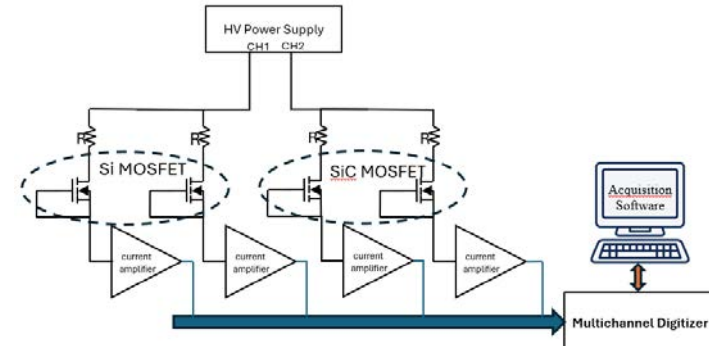 HV Power Supply
CH1 CH2
R R R R
Si MOSFET
SiC MOSFET
Acquisition
Software
current
amplifier
current
amplifier
current
amplifier
current
amplifier
Multichannel Digitizer